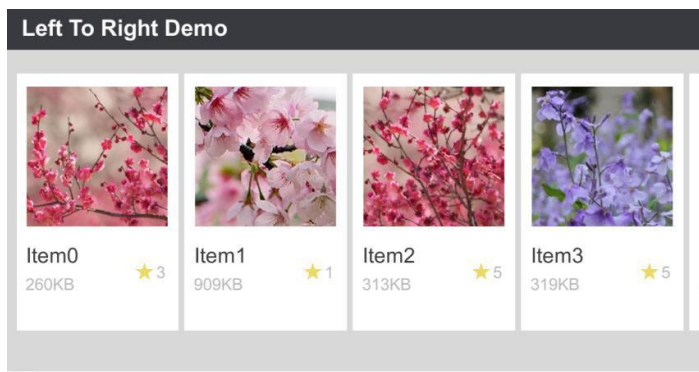 Left To Right Demo
Item0
260KB
3
Item1
909KB
1
Item2
313KB
5
Item3
319KB
5